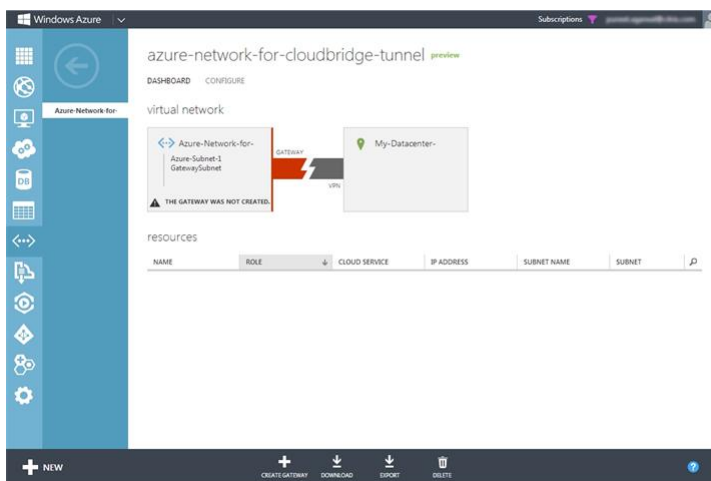 Windows Azure
Subscriptions
azure-network-for-cloudbridge-tunnel preview
DASHBOARD CONFIGURE
Azure-Network-for-
virtual network
Azure-Network-for-
Azure-Subnet-1
GatewaySubnet
THE GATEWAY WAS NOT CREATED.
GATEWAY
VPN
My-Datacenter-
resources
NAME ROLE CLOUD SERVICE IP ADDRESS SUBNET NAME SUBNET
DB
NEW
CREATE GATEWAY DOWNLOAD EXPORT DELETE
?